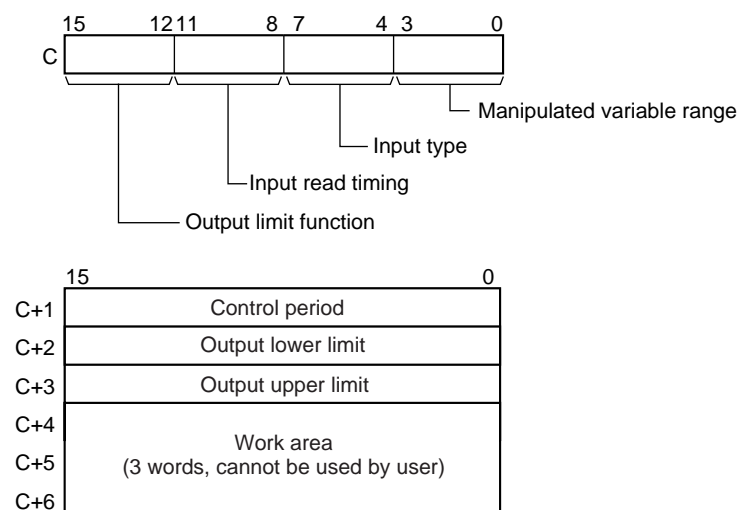 15 12 11 8 7 4 3 0
C
Manipulated variable range
Input type
Input read timing
Output limit function
15 0
C+1 Control period
C+2 Output lower limit
C+3 Output upper limit
C+4
Work area
C+5 (3 words, cannot be used by user)
C+6